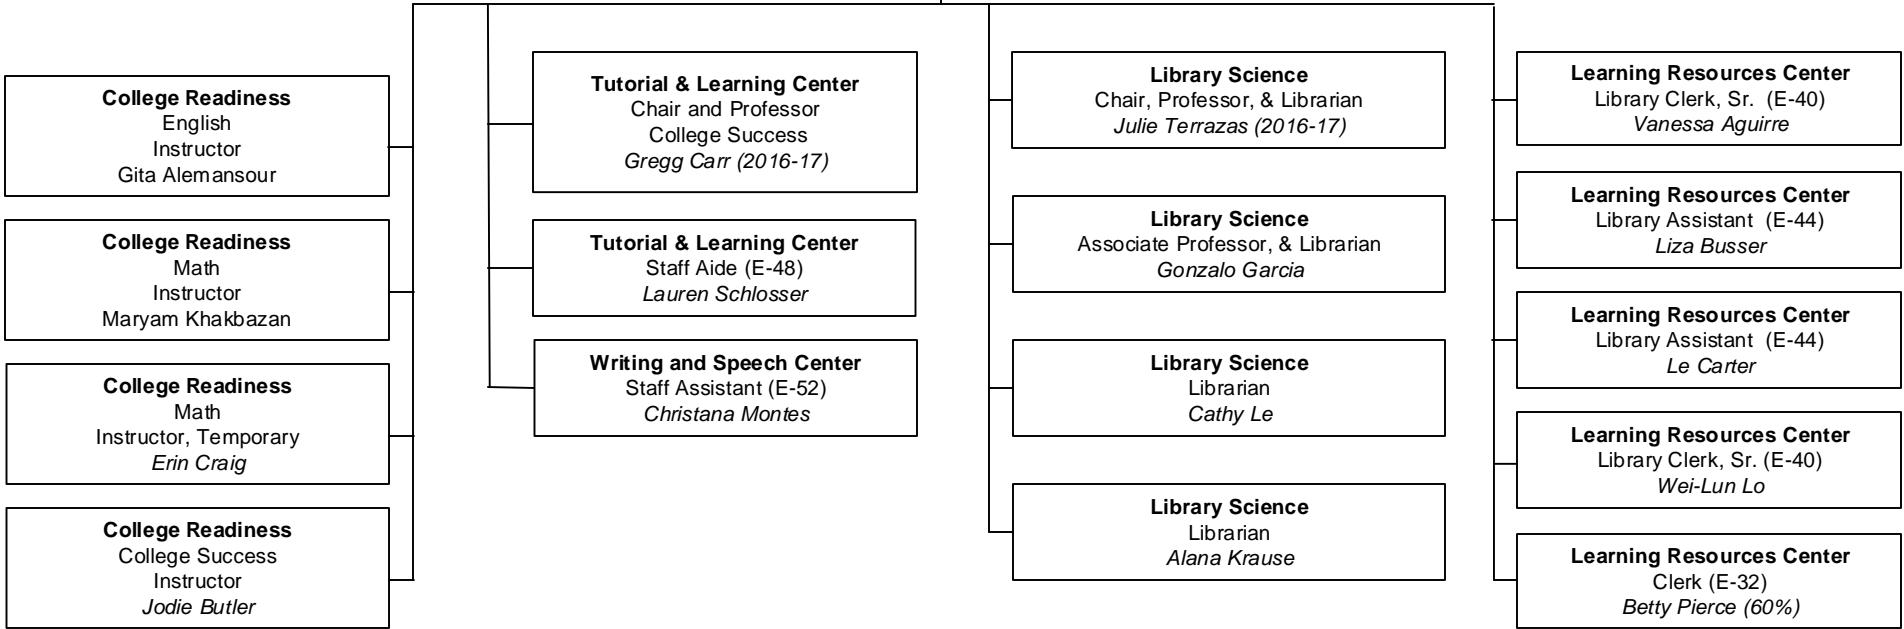 College Readiness
English
Instructor
Gita Alemansour
College Readiness
Math
Instructor
Maryam Khakbazan
College Readiness
Math
Instructor, Temporary
Erin Craig
College Readiness
College Success
Instructor
Jodie Butler
Tutorial & Learning Center
Chair and Professor
College Success
Gregg Carr (2016-17)
Tutorial & Learning Center
Staff Aide (E-48)
Lauren Schlosser
Writing and Speech Center
Staff Assistant (E-52)
Christana Montes
Library Science
Chair, Professor, & Librarian
Julie Terrazas (2016-17)
Library Science
Associate Professor, & Librarian
Gonzalo Garcia
Library Science
Librarian
Cathy Le
Library Science
Librarian
Alana Krause
Learning Resources Center
Library Clerk, Sr.  (E-40)
Vanessa Aguirre
Learning Resources Center
Library Assistant  (E-44)
Liza Busser
Learning Resources Center
Library Assistant  (E-44)
Le Carter
Learning Resources Center
Library Clerk, Sr. (E-40)
Wei-Lun Lo
Learning Resources Center
Clerk (E-32)
Betty Pierce (60%)